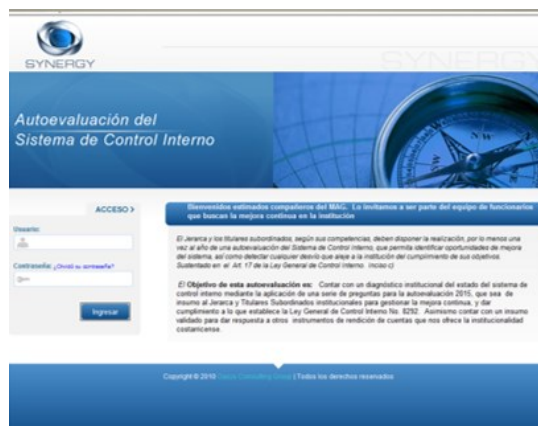 SYNERGY
SYNERGY
Autoevaluación del
Sistema de Control Interno
N W
ACCESO >
Usuario:
Contraseña: ¿Olvidó su contraseña?
Ingresar
Bienvenidos estimados compañeros del MAG. Lo invitamos a ser parte del equipo de funcionarios
que buscan la mejora continua en la institución
El Jerarca y los titulares subordinados, según sus competencias, deben disponer la realización, por lo menos una
vez al año de una autoevaluación del Sistema de Control Interno, que permita identificar oportunidades de mejora
del sistema, así como detectar cualquier desvío que aleje a la institución del cumplimiento de sus objetivos.
Sustentado en el Art. 17 de la Ley General de Control Interno. inciso c)
El Objetivo de esta autoevaluación es: Contar con un diagnóstico institucional del estado del sistema de
control interno mediante la aplicación de una serie de preguntas para la autoevaluación 2015, que sea de
insumo al Jerarca y Titulares Subordinados institucionales para gestionar la mejora continua; y dar
cumplimiento a lo que establece la Ley General de Control Interno No. 8292. Asimismo contar con un insumo
validado para dar respuesta a otros instrumentos de rendición de cuentas que nos ofrece la institucionalidad
costarricense.
Copyright © 2010 Consulting Group | Todos los derechos reservados